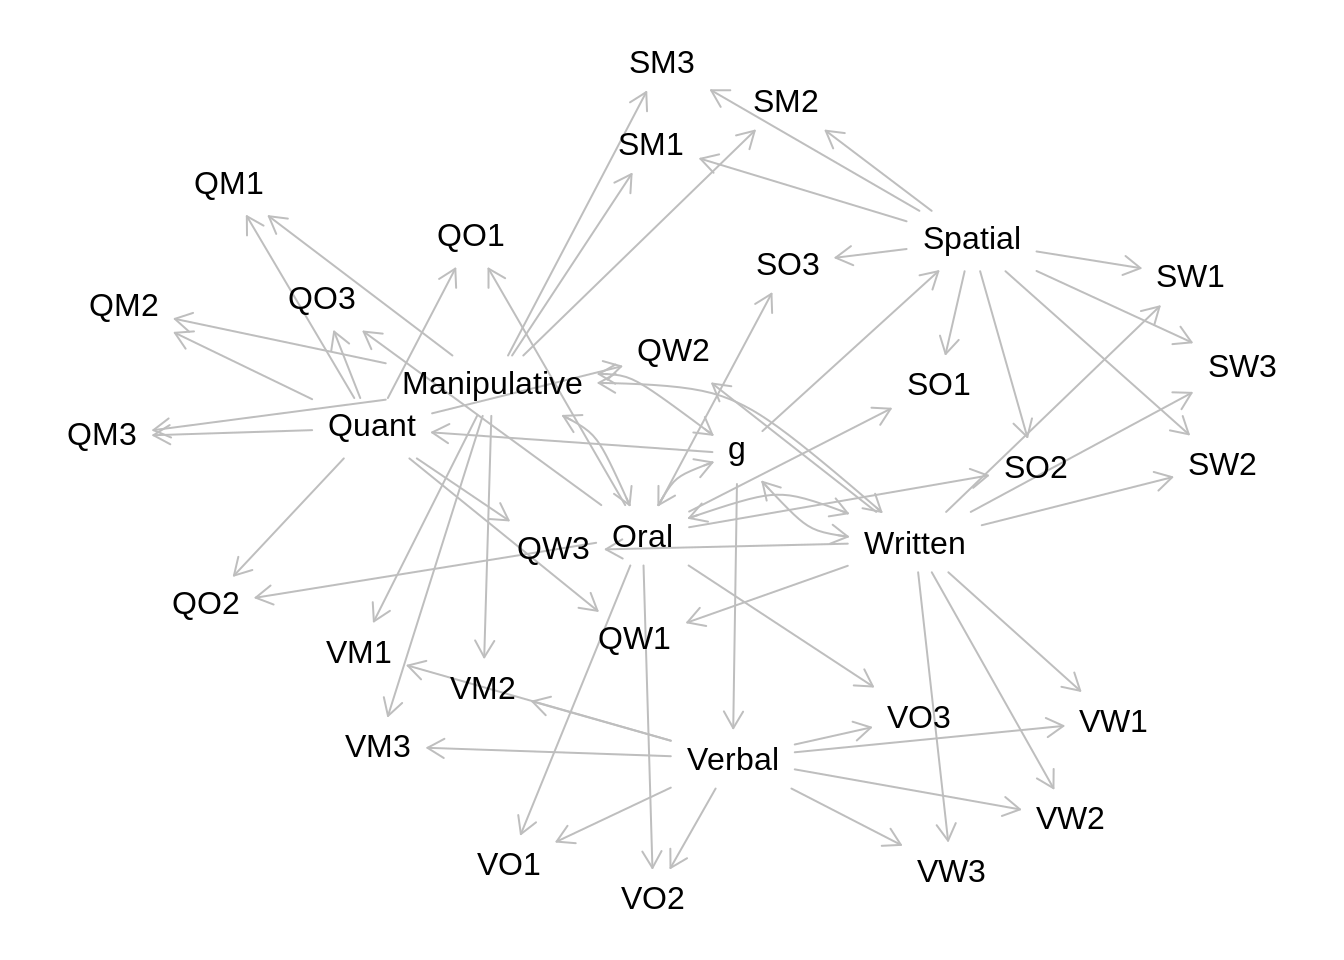 SM3
SM2
SM1
QM1
QO1
Spatial
SO3
SW1
QM2
QO3
QW2
SW3
Manipulative
SO1
Quant
QM3
g
SO2
SW2
Oral
Written
QW3
QO2
QW1
VM1
VM2
VO3
VW1
VM3
Verbal
VW2
VO1
VW3
VO2